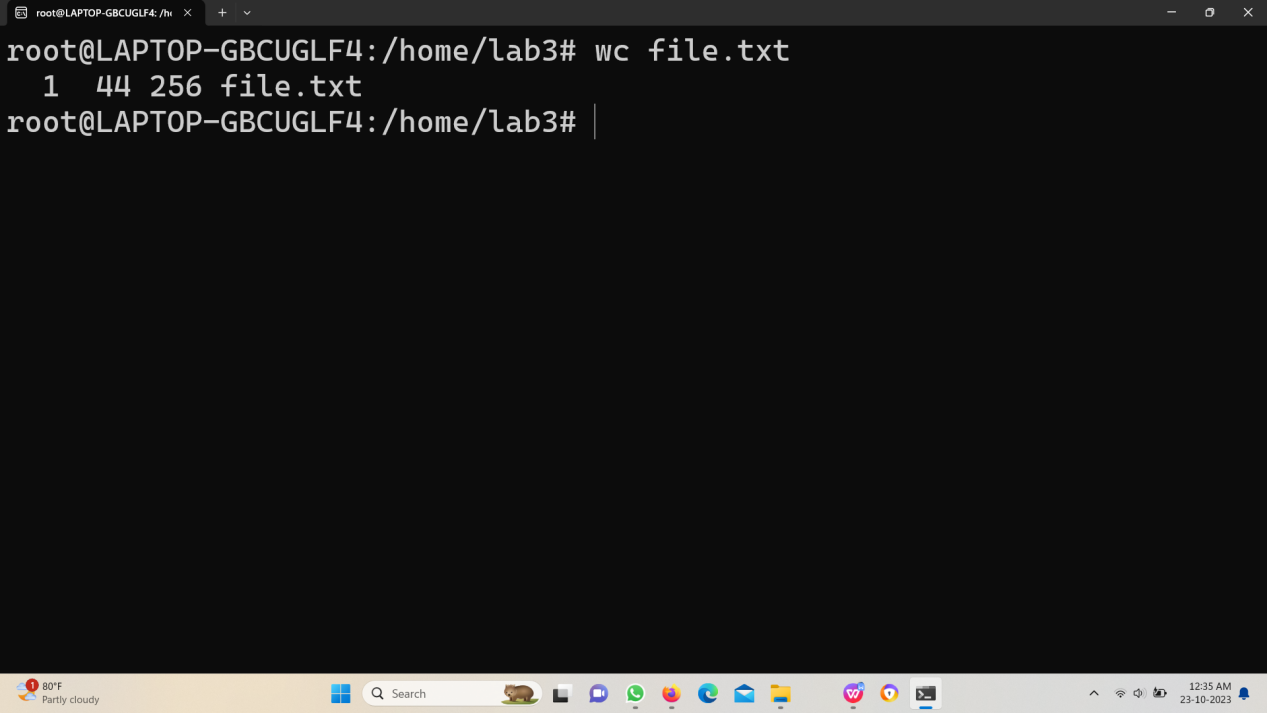 root@LAPTOP-GBCUGLF4: /h
root@LAPTOP-GBCUGLF4:/home/lab3# wc file.txt
  1  44 256 file.txt
root@LAPTOP-GBCUGLF4:/home/lab3#
1
80°F
Partly cloudy
Search
12:35 AM
23-10-2023